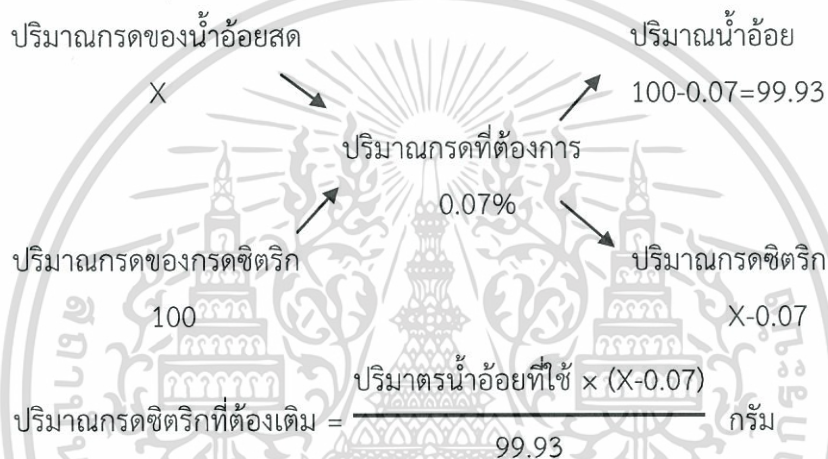 ปริมาณกรดของน้ำอ้อยสด ปริมาณน้ำอ้อย
X 100-0.07=99.93
ปริมาณกรดที่ต้องการ
0.07%
ปริมาณกรดของกรดซิตริก ปริมาณกรดซิตริก
100 X-0.07
ปริมาตรน้ำอ้อยที่ใช้ × (X-0.07)
ปริมาณกรดซิตริกที่ต้องเติม = กรัม
99.93